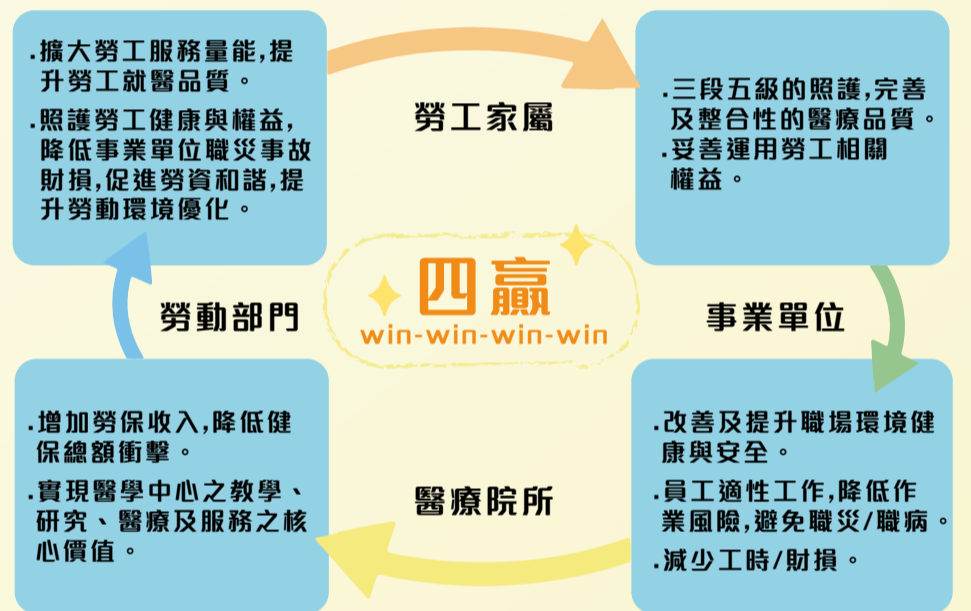 .擴大勞工服務量能,提
升勞工就醫品質。
.照護勞工健康與權益,
降低事業單位職災事故
財損,促進勞資和諧,提
升勞動環境優化。
勞工家屬
.三段五級的照護,完善
及整合性的醫療品質。
.妥善運用勞工相關
權益。
勞動部門
四贏
win-win-win-win
事業單位
.增加勞保收入,降低健
保總額衝擊。
.實現醫學中心之教學、
研究、醫療及服務之核
心價值。
醫療院所
.改善及提升職場環境健
康與安全。
.員工適性工作,降低作
業風險,避免職災/職病。
.減少工時/財損。